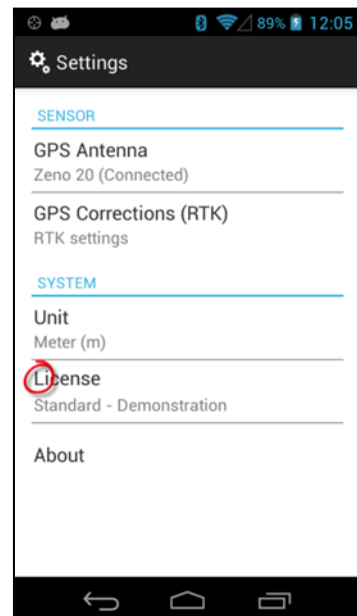 89% 12:05
Settings
SENSOR
GPS Antenna
Zeno 20 (Connected)
GPS Corrections (RTK)
RTK settings
SYSTEM
Unit
Meter (m)
License
Standard - Demonstration
About